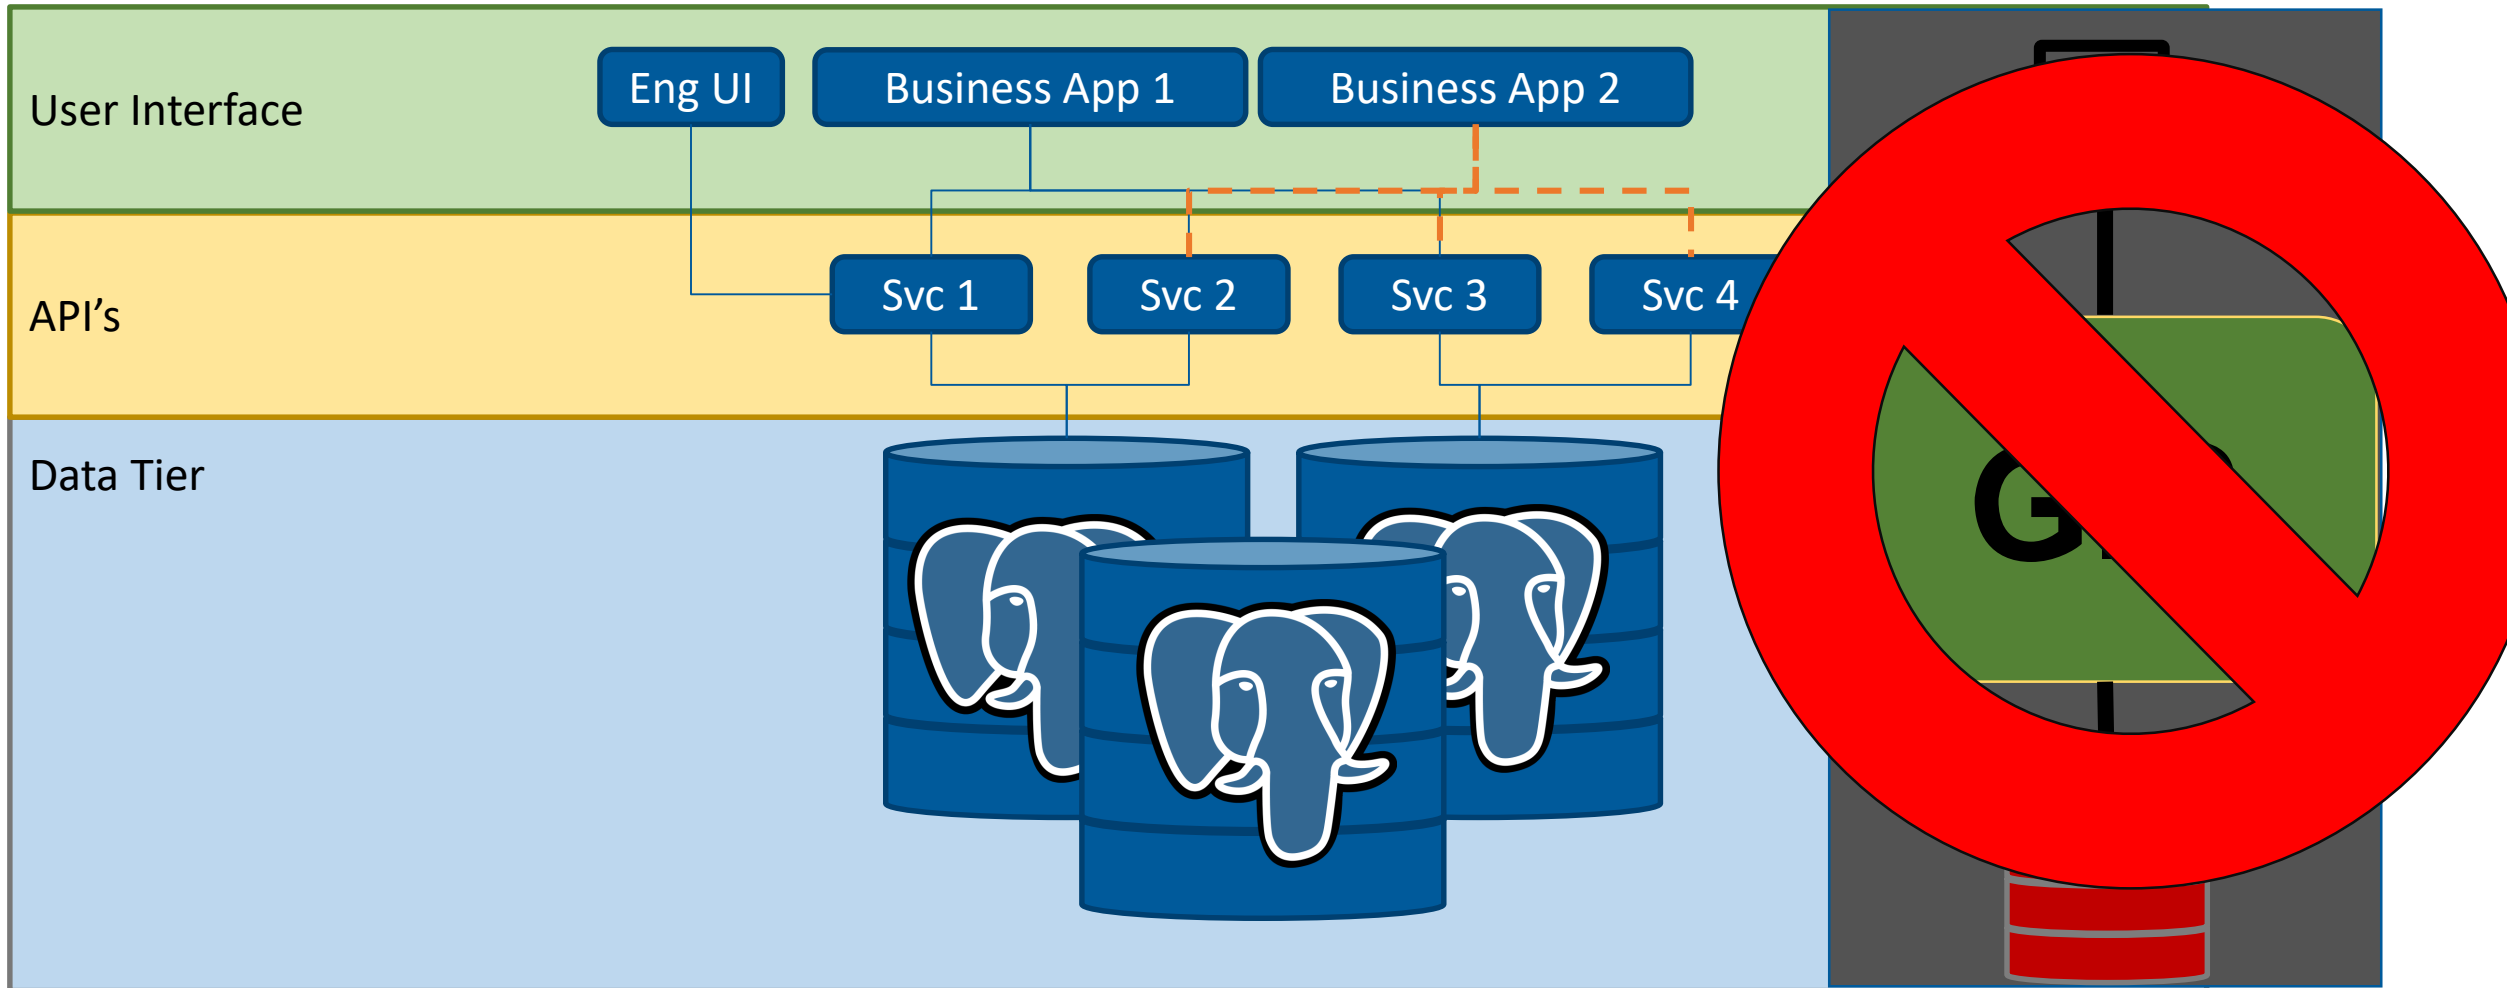 User Interface
Eng UI
Business App 1
Business App 2
API's
Svc 1
Svc 2
Svc 3
Svc 4
Data Tier